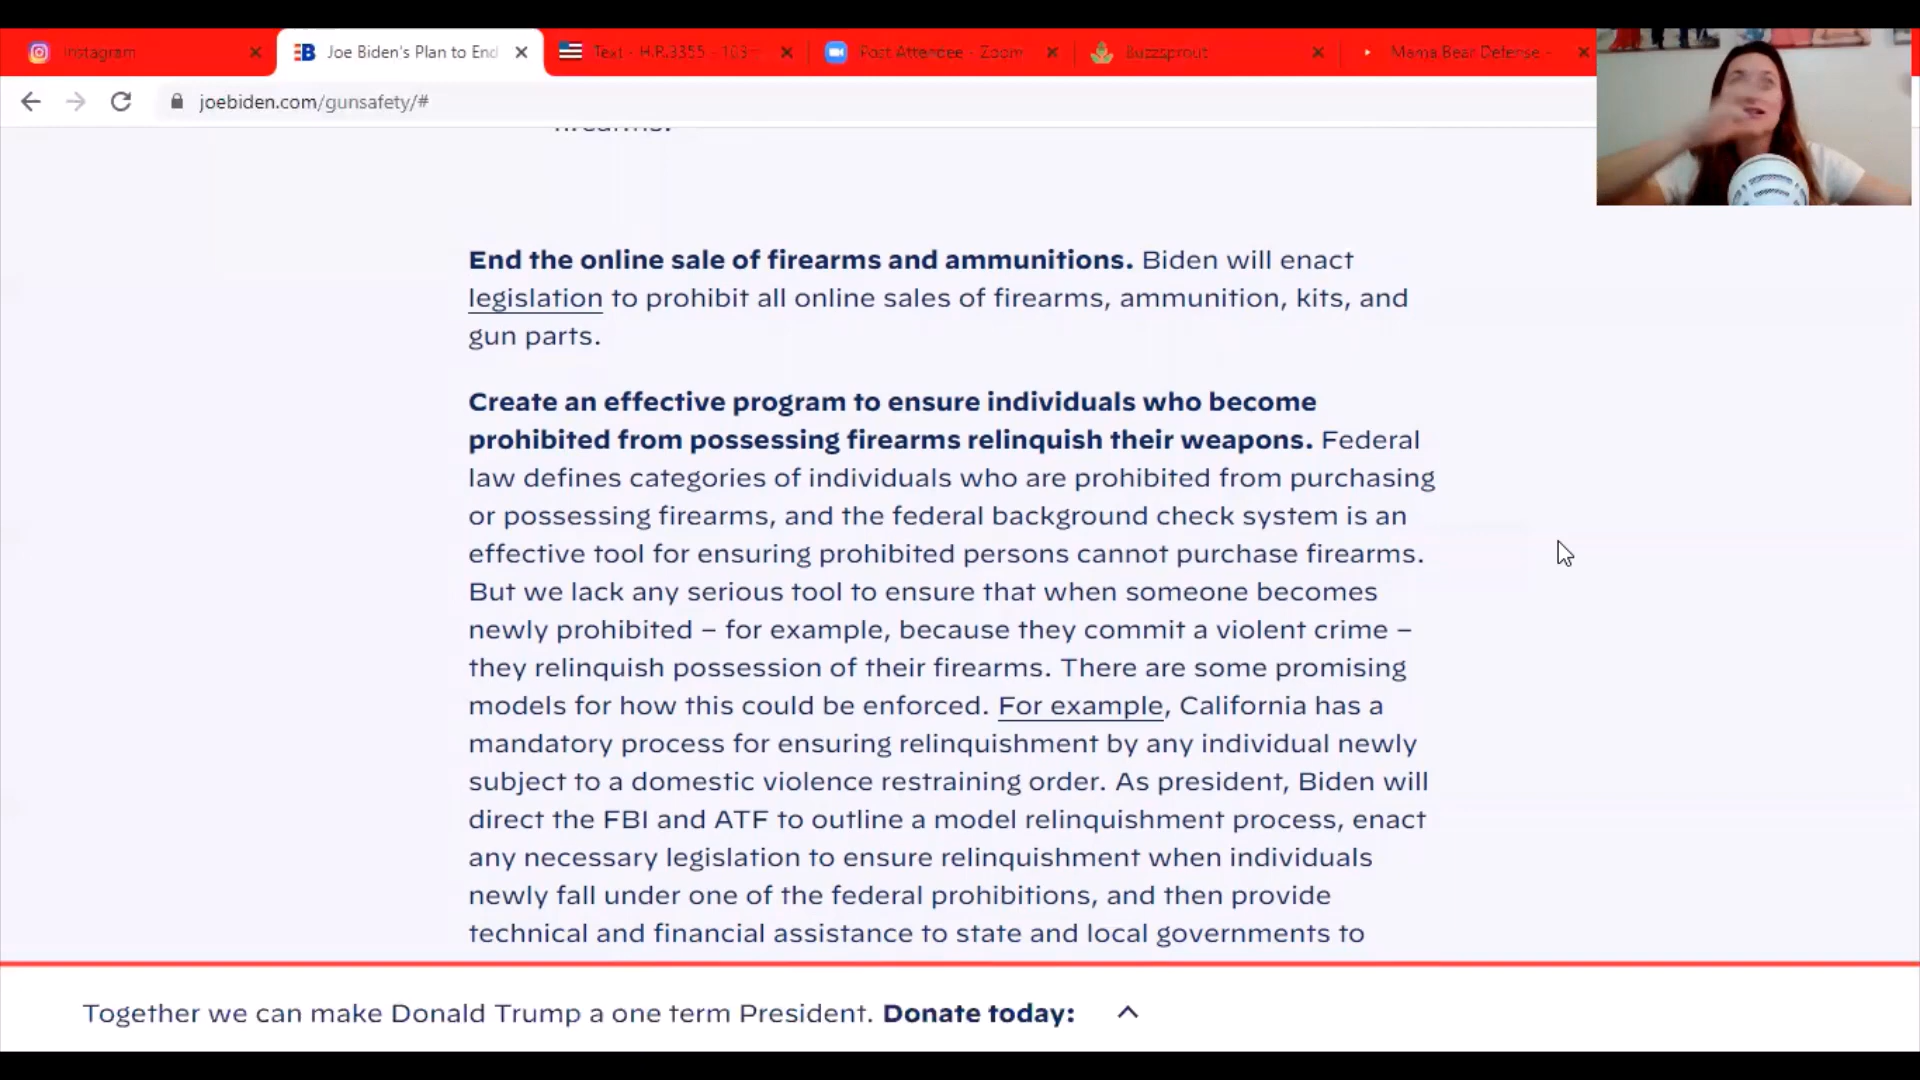 Instagram
Joe Biden's Plan to End
Text - H.R.3355 - 103
Post Attendee - Zoom
Buzzsprout
Mama Bear Defense -
joebiden.com/gunsafety/#
firearms.
End the online sale of firearms and ammunitions. Biden will enact
legislation to prohibit all online sales of firearms, ammunition, kits, and
gun parts.
Create an effective program to ensure individuals who become
prohibited from possessing firearms relinquish their weapons. Federal
law defines categories of individuals who are prohibited from purchasing
or possessing firearms, and the federal background check system is an
effective tool for ensuring prohibited persons cannot purchase firearms.
But we lack any serious tool to ensure that when someone becomes
newly prohibited – for example, because they commit a violent crime –
they relinquish possession of their firearms. There are some promising
models for how this could be enforced. For example, California has a
mandatory process for ensuring relinquishment by any individual newly
subject to a domestic violence restraining order. As president, Biden will
direct the FBI and ATF to outline a model relinquishment process, enact
any necessary legislation to ensure relinquishment when individuals
newly fall under one of the federal prohibitions, and then provide
technical and financial assistance to state and local governments to
Together we can make Donald Trump a one term President. Donate today: